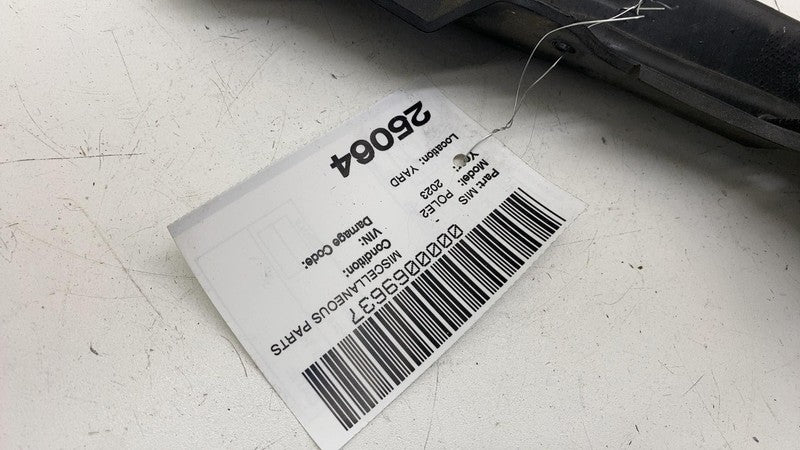 0000069637
Part: MIS -
MISCELLANEOUS PARTS
Model: POLE2
Condition:
Year: 2023
VIN:
Damage Code:
Location: YARD
25064